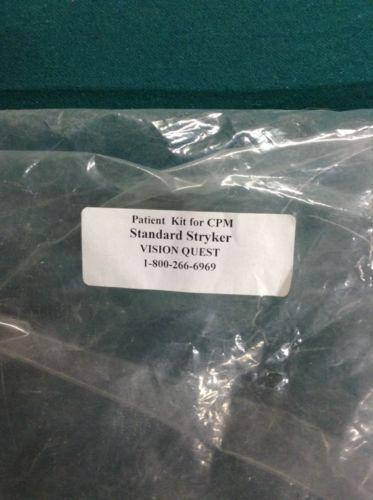 Patient Kit for CPM
Standard Stryker
VISION QUEST
1-800-266-6969